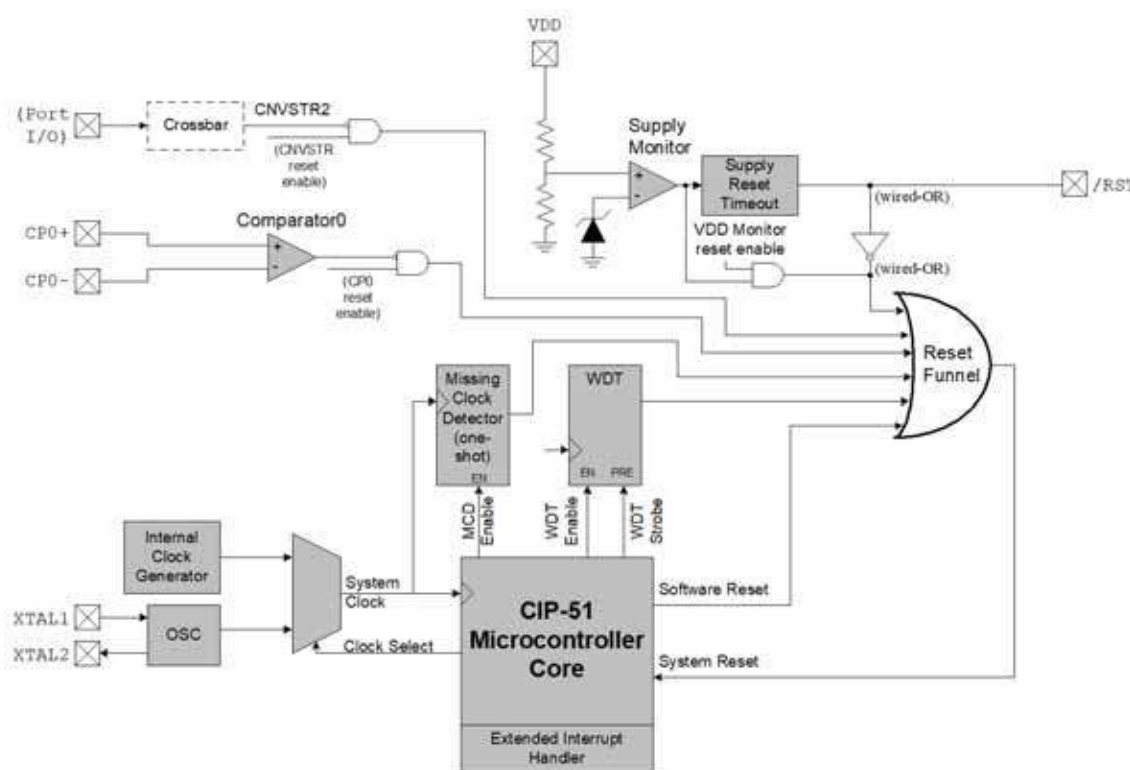 VDD
(Port
I/O)
Crossbar
CNVSTR2
(CNVSTR
reset
enable)
Supply
Monitor
+
-
Supply
Reset
Timeout
(wired-OR)
/RST
CP0+
CP0-
Comparator0
+
-
(CP0
reset
enable)
VDD Monitor
reset enable
(wired-OR)
Reset
Funnel
Missing
Clock
Detector
(one-
shot)
EN
WDT
EN PRE
MCD
Enable
WDT
Enable
WDT
Strobe
Internal
Clock
Generator
System
Clock
XTAL1
XTAL2
OSC
Clock Select
CIP-51
Microcontroller
Core
Software Reset
System Reset
Extended Interrupt
Handler